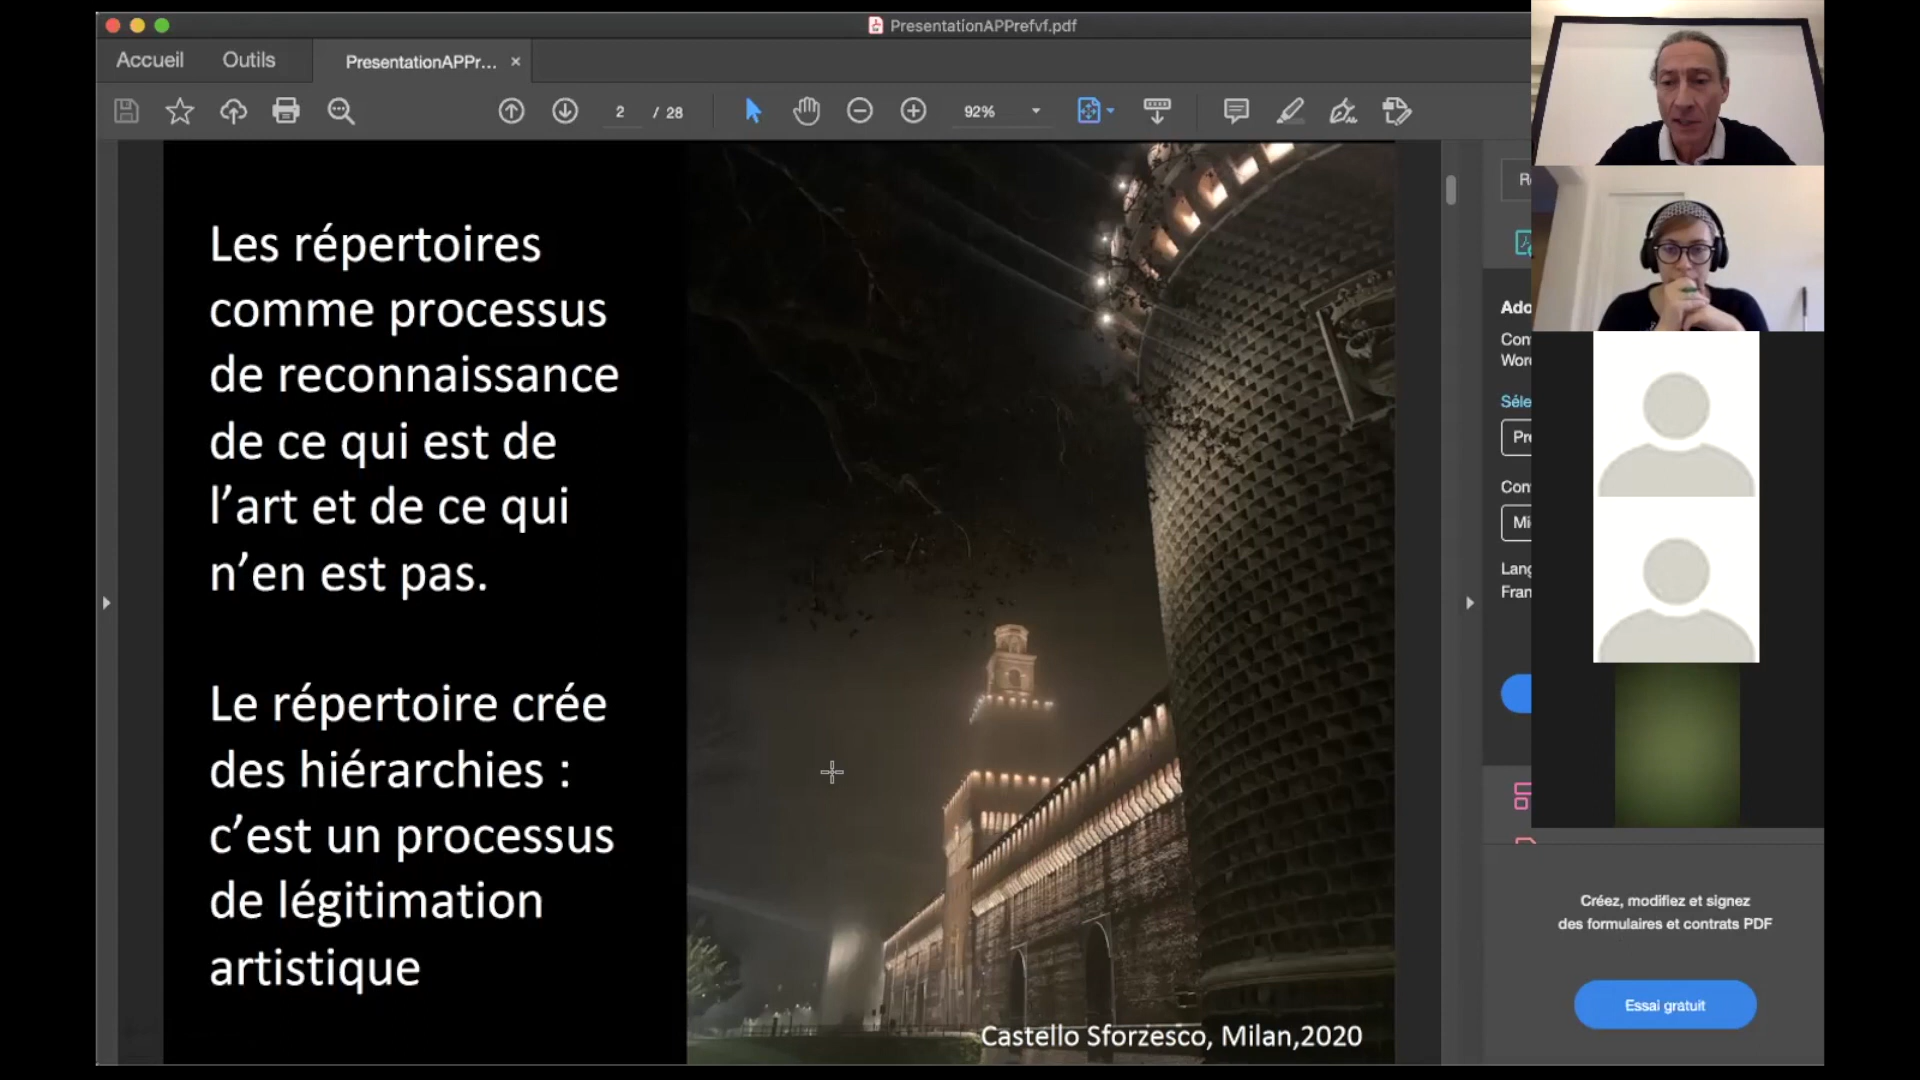 PresentationAPPrefvf.pdf
Accueil
Outils
PresentationAPPr...
2 / 28
92%
Les répertoires
comme processus
de reconnaissance
de ce qui est de
l’art et de ce qui
n’en est pas.
Le répertoire crée
des hiérarchies :
c’est un processus
de légitimation
artistique
Castello Sforzesco, Milan,2020
Créez, modifiez et signez
des formulaires et contrats PDF
Essai gratuit